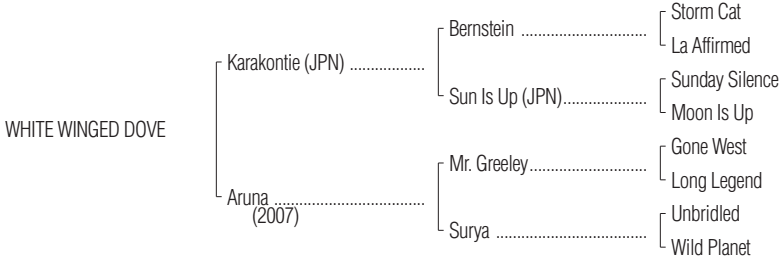 Storm Cat
Bernstein ..............................
La Affirmed
Karakontie (JPN) ..................
Sunday Silence
Sun Is Up (JPN)....................
Moon Is Up
WHITE WINGED DOVE
Gone West
Mr. Greeley............................
Long Legend
Aruna ....................................
(2007)
Unbridled
Surya ....................................
Wild Planet